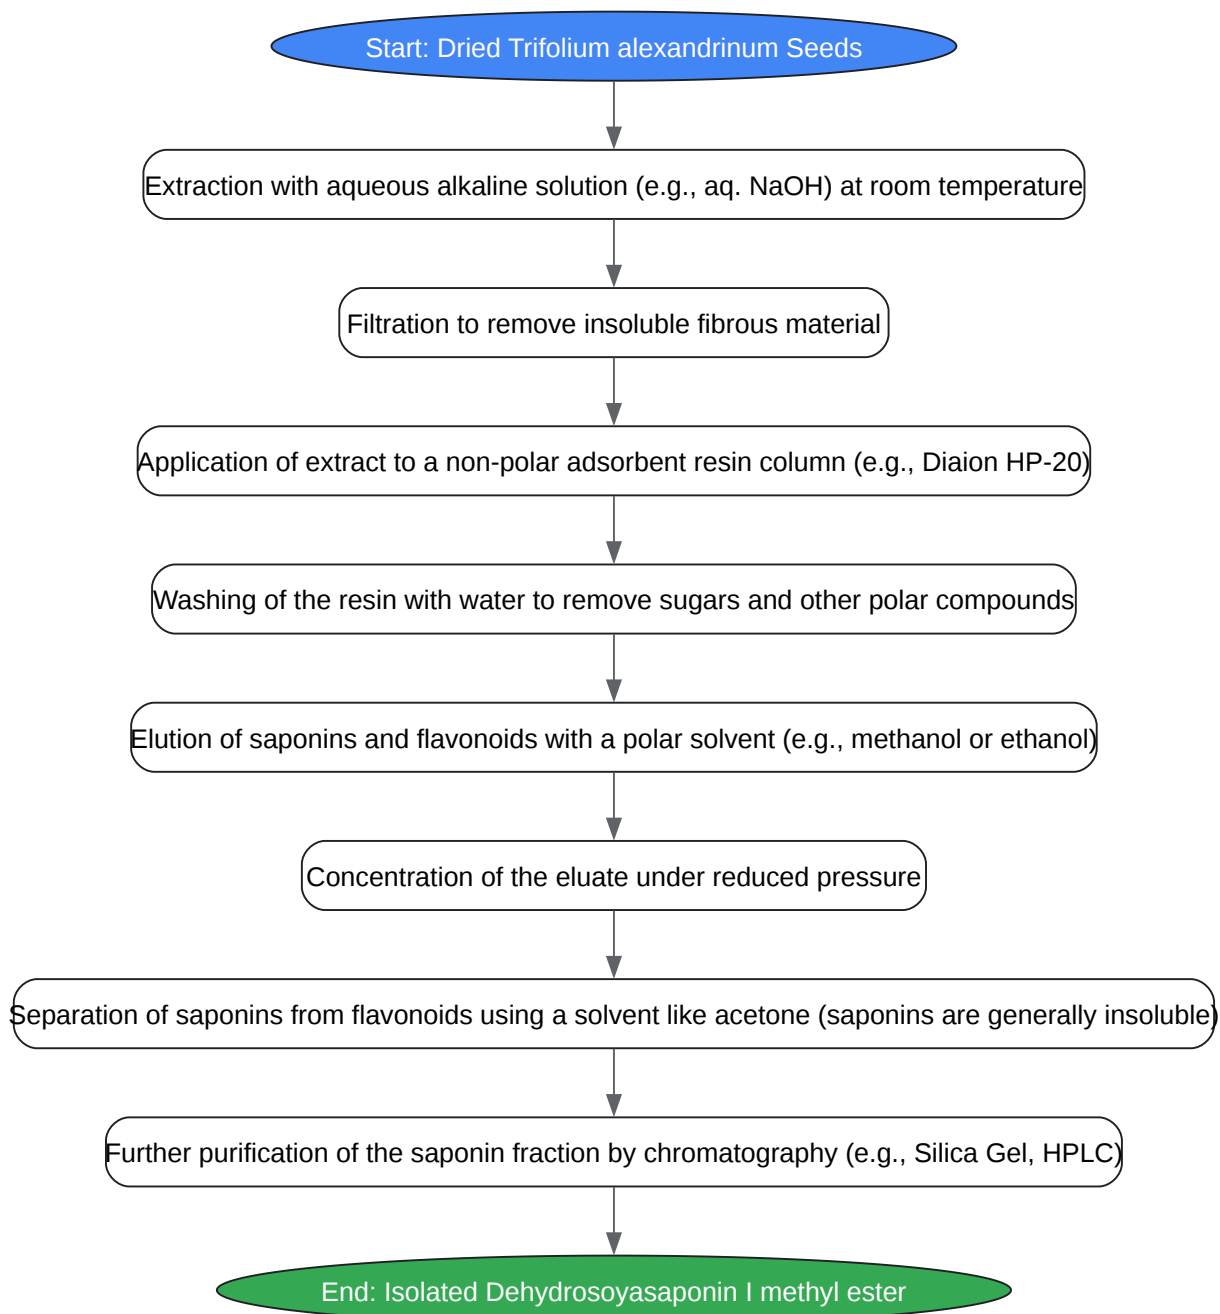 Start: Dried Trifolium alexandrinum Seeds
Extraction with aqueous alkaline solution (e.g., aq. NaOH) at room temperature
Filtration to remove insoluble fibrous material
Application of extract to a non-polar adsorbent resin column (e.g., Diaion HP-20)
Washing of the resin with water to remove sugars and other polar compounds
Elution of saponins and flavonoids with a polar solvent (e.g., methanol or ethanol)
Concentration of the eluate under reduced pressure
Separation of saponins from flavonoids using a solvent like acetone (saponins are generally insoluble)
Further purification of the saponin fraction by chromatography (e.g., Silica Gel, HPLC)
End: Isolated Dehydrosoyasaponin I methyl ester